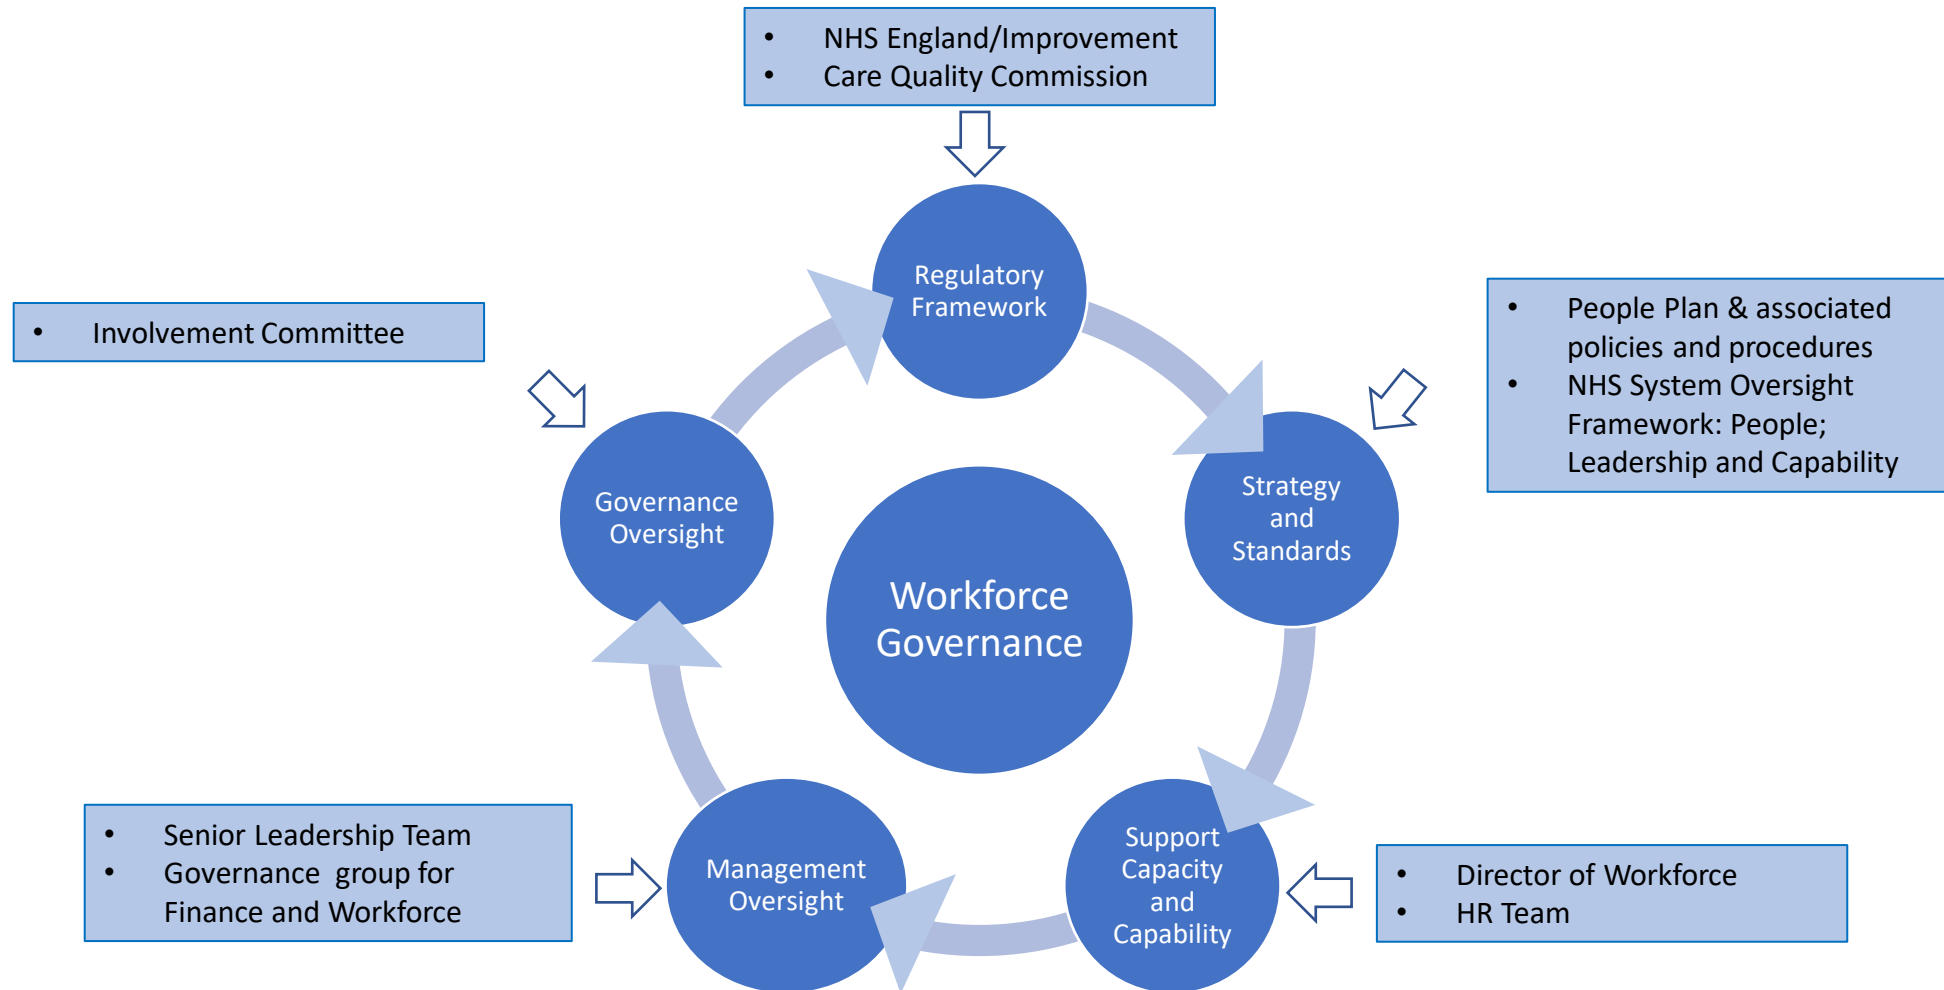 • NHS England/Improvement
• Care Quality Commission
Regulatory
Framework
• Involvement Committee
• People Plan & associated
policies and procedures
• NHS System Oversight
Framework: People;
Leadership and Capability
Governance
Oversight
Strategy
and
Standards
Workforce
Governance
• Senior Leadership Team
• Governance group for
Finance and Workforce
Management
Oversight
Support
Capacity
and
Capability
• Director of Workforce
• HR Team